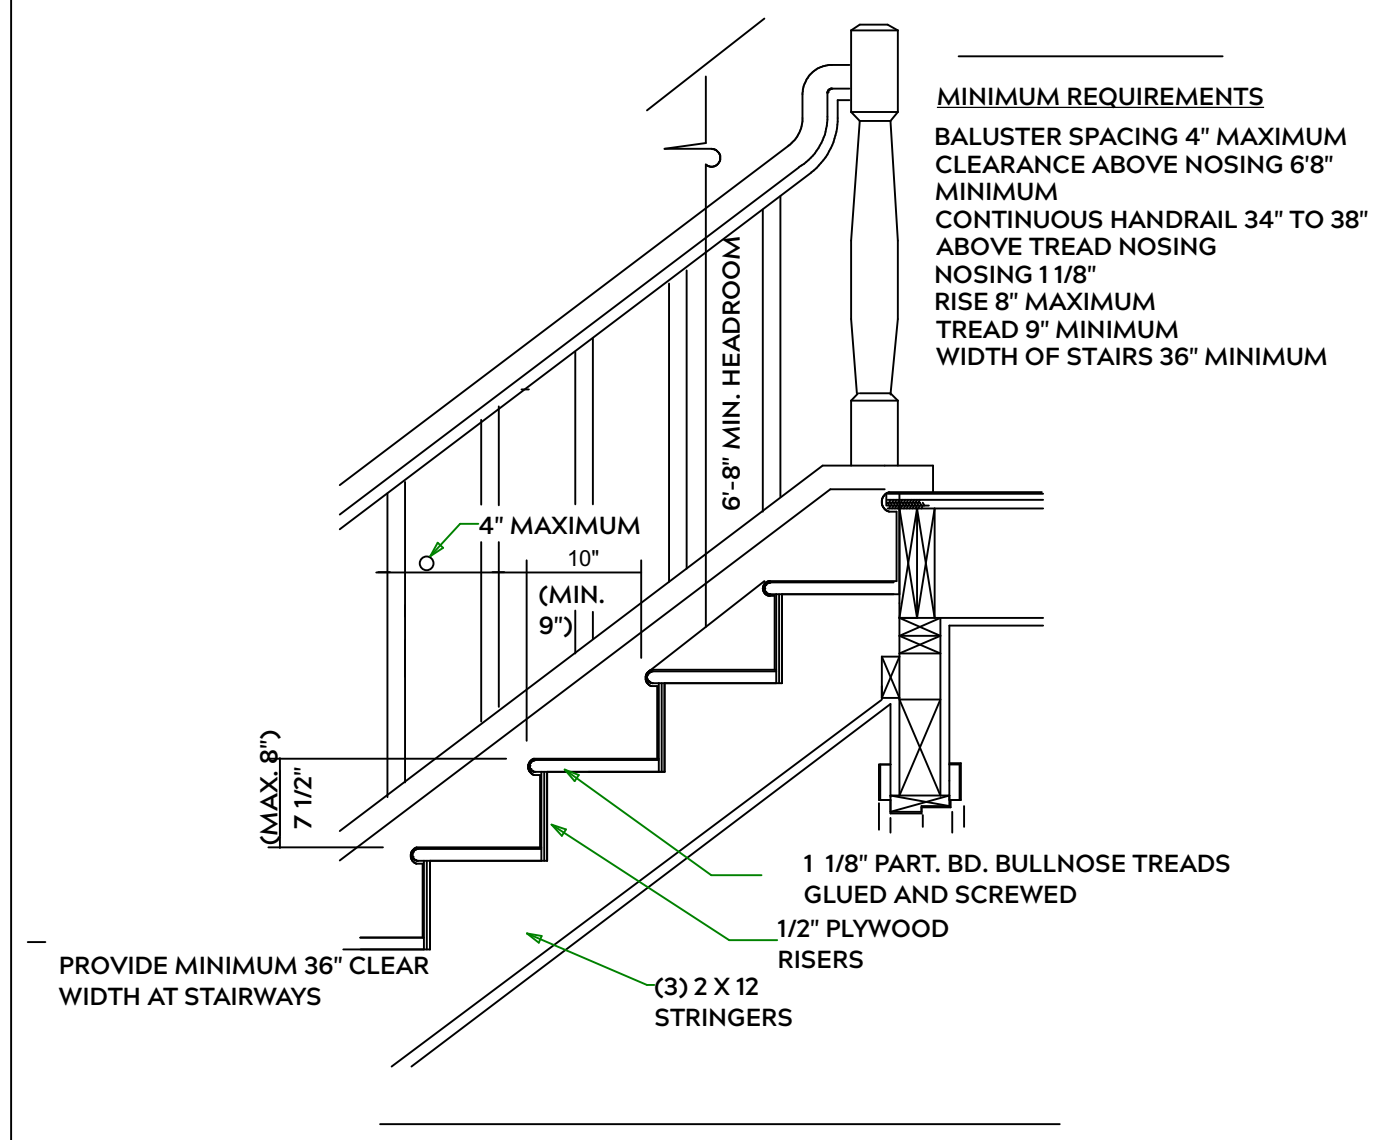 MINIMUM REQUIREMENTS
BALUSTER SPACING 4" MAXIMUM
CLEARANCE ABOVE NOSING 6'8"
MINIMUM
CONTINUOUS HANDRAIL 34" TO 38"
ABOVE TREAD NOSING
NOSING 1 1/8"
RISE 8" MAXIMUM
TREAD 9" MINIMUM
WIDTH OF STAIRS 36" MINIMUM
6'-8" MIN. HEADROOM
4" MAXIMUM
10"
(MIN.
9")
(MAX. 8")
7 1/2"
1 1/8" PART. BD. BULLNOSE TREADS
GLUED AND SCREWED
1/2" PLYWOOD
RISERS
(3) 2 X 12
STRINGERS
PROVIDE MINIMUM 36" CLEAR
WIDTH AT STAIRWAYS